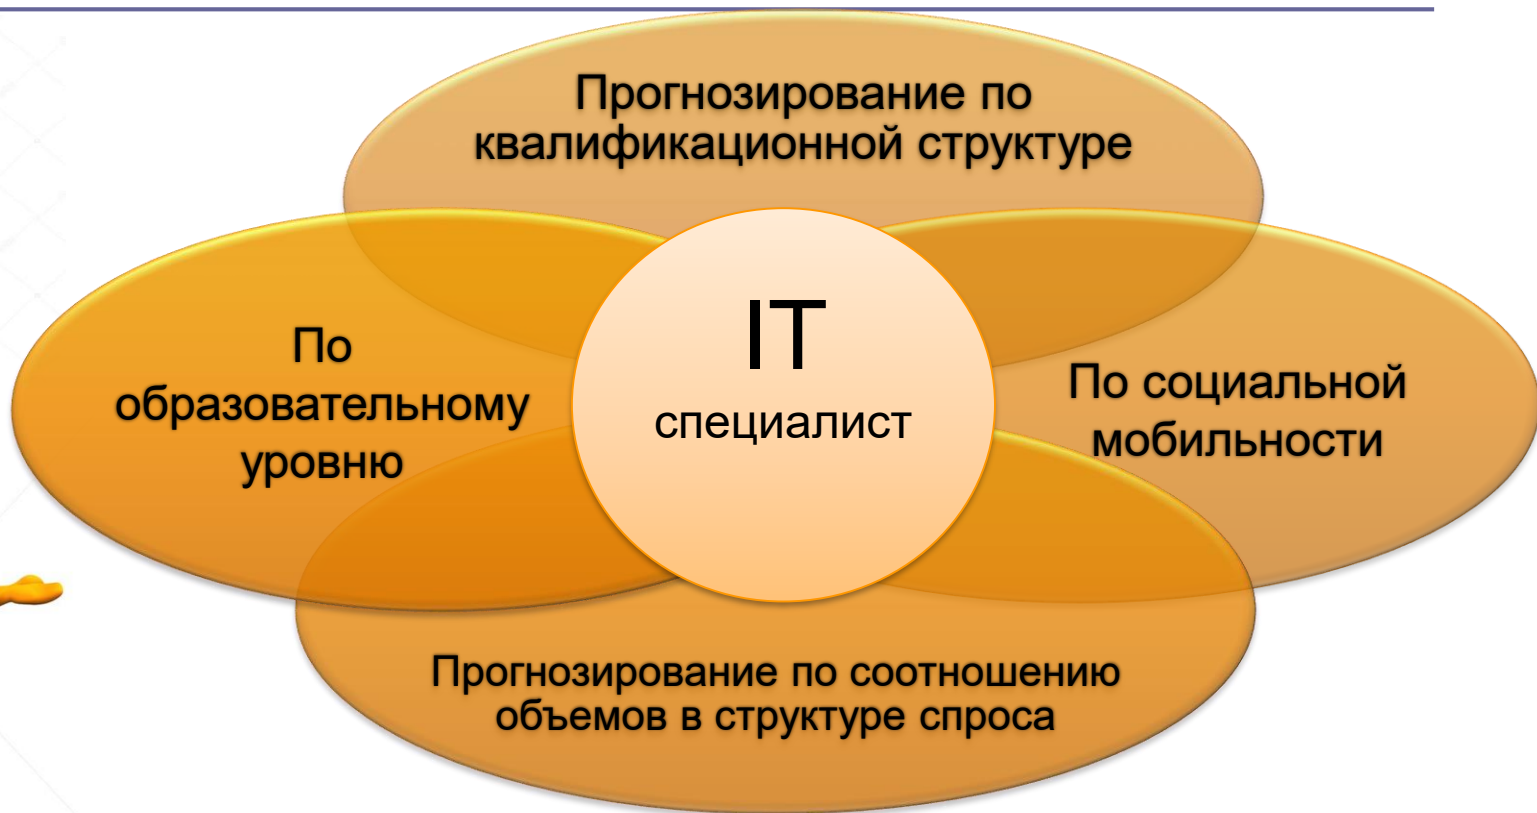 Прогнозирование по
квалификационной структуре
По
образовательному
уровню
IT
специалист
По социальной
мобильности
Прогнозирование по соотношению
объемов в структуре спроса